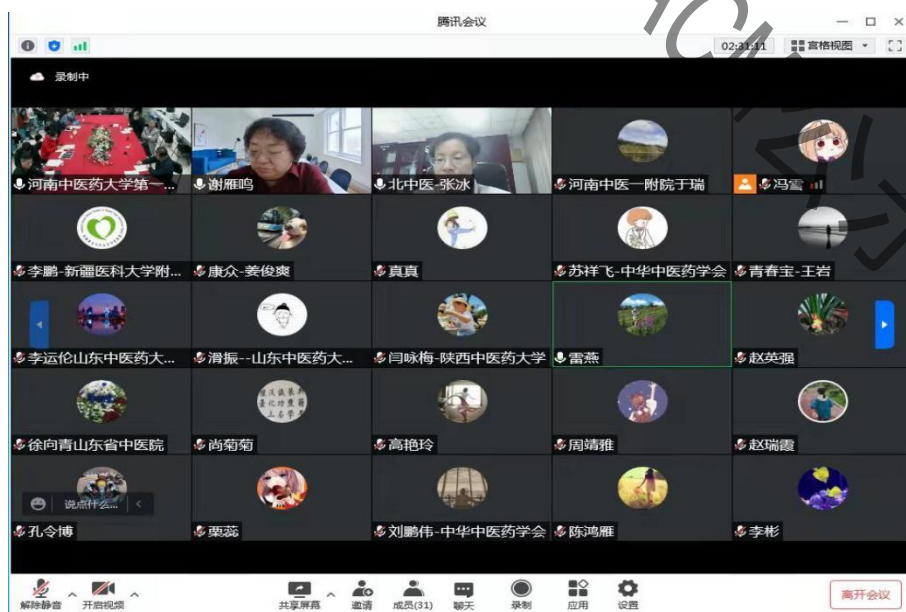 腾讯会议
02:31:11 宫格视图
录制中
河南中医药大学第一...
谢雁鸣
北中医-张冰
河南中医一附院于瑞
冯雪
李鹏-新疆医科大学附...
康众-姜俊爽
真真
苏祥飞-中华中医药学会
青春宝-王岩
李运伦山东中医药大...
滑振--山东中医药大...
闫咏梅-陕西中医药大学
雷燕
赵英强
徐向青山东省中医院
尚菊菊
高艳玲
周靖雅
赵瑞霞
说点什么...
孔令博
栗蕊
刘鹏伟-中华中医药学会
陈鸿雁
李彬
解除静音
开启视频
共享屏幕
邀请
成员(31)
聊天
录制
应用
设置
离开会议